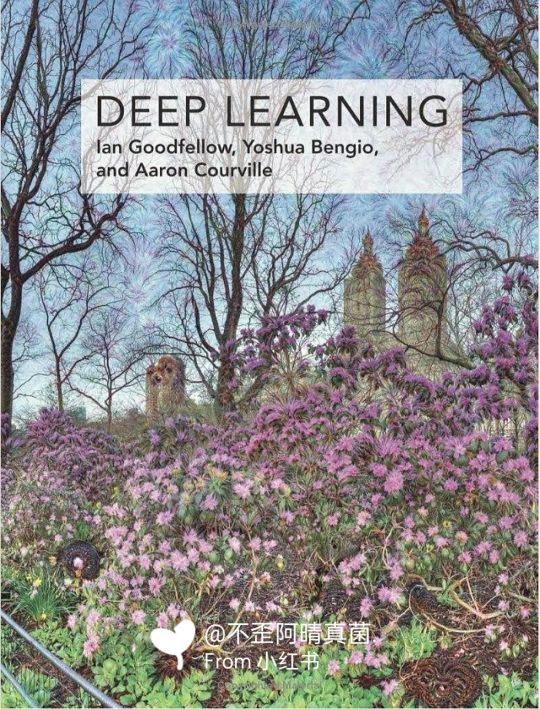 DEEP LEARNING
Ian Goodfellow, Yoshua Bengio,
and Aaron Courville
@不歪阿晴真菌
From 小红书